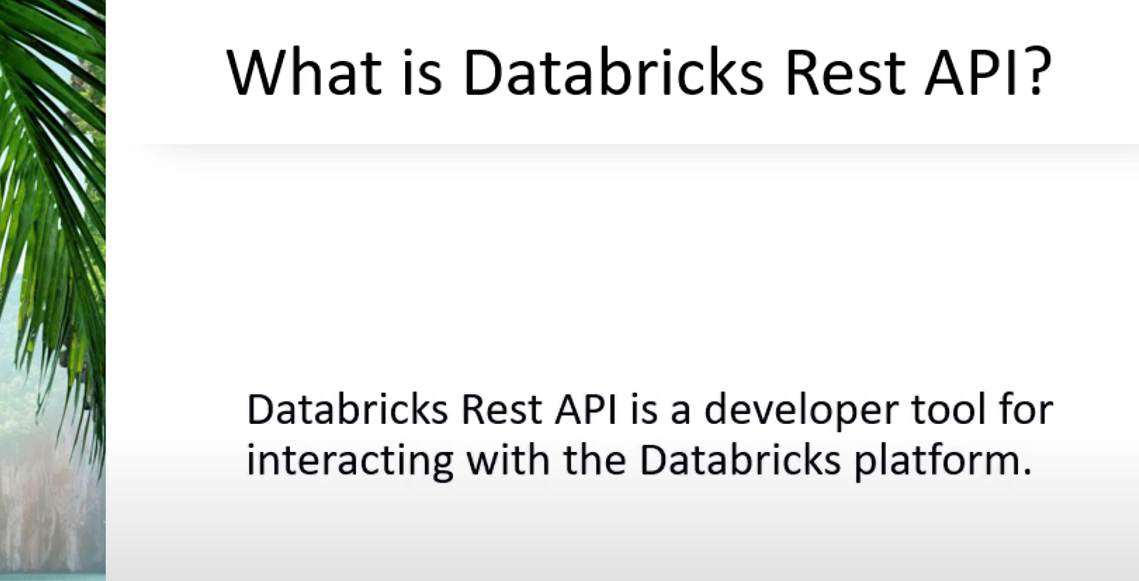 What is Databricks Rest API?
Databricks Rest API is a developer tool for
interacting with the Databricks platform.